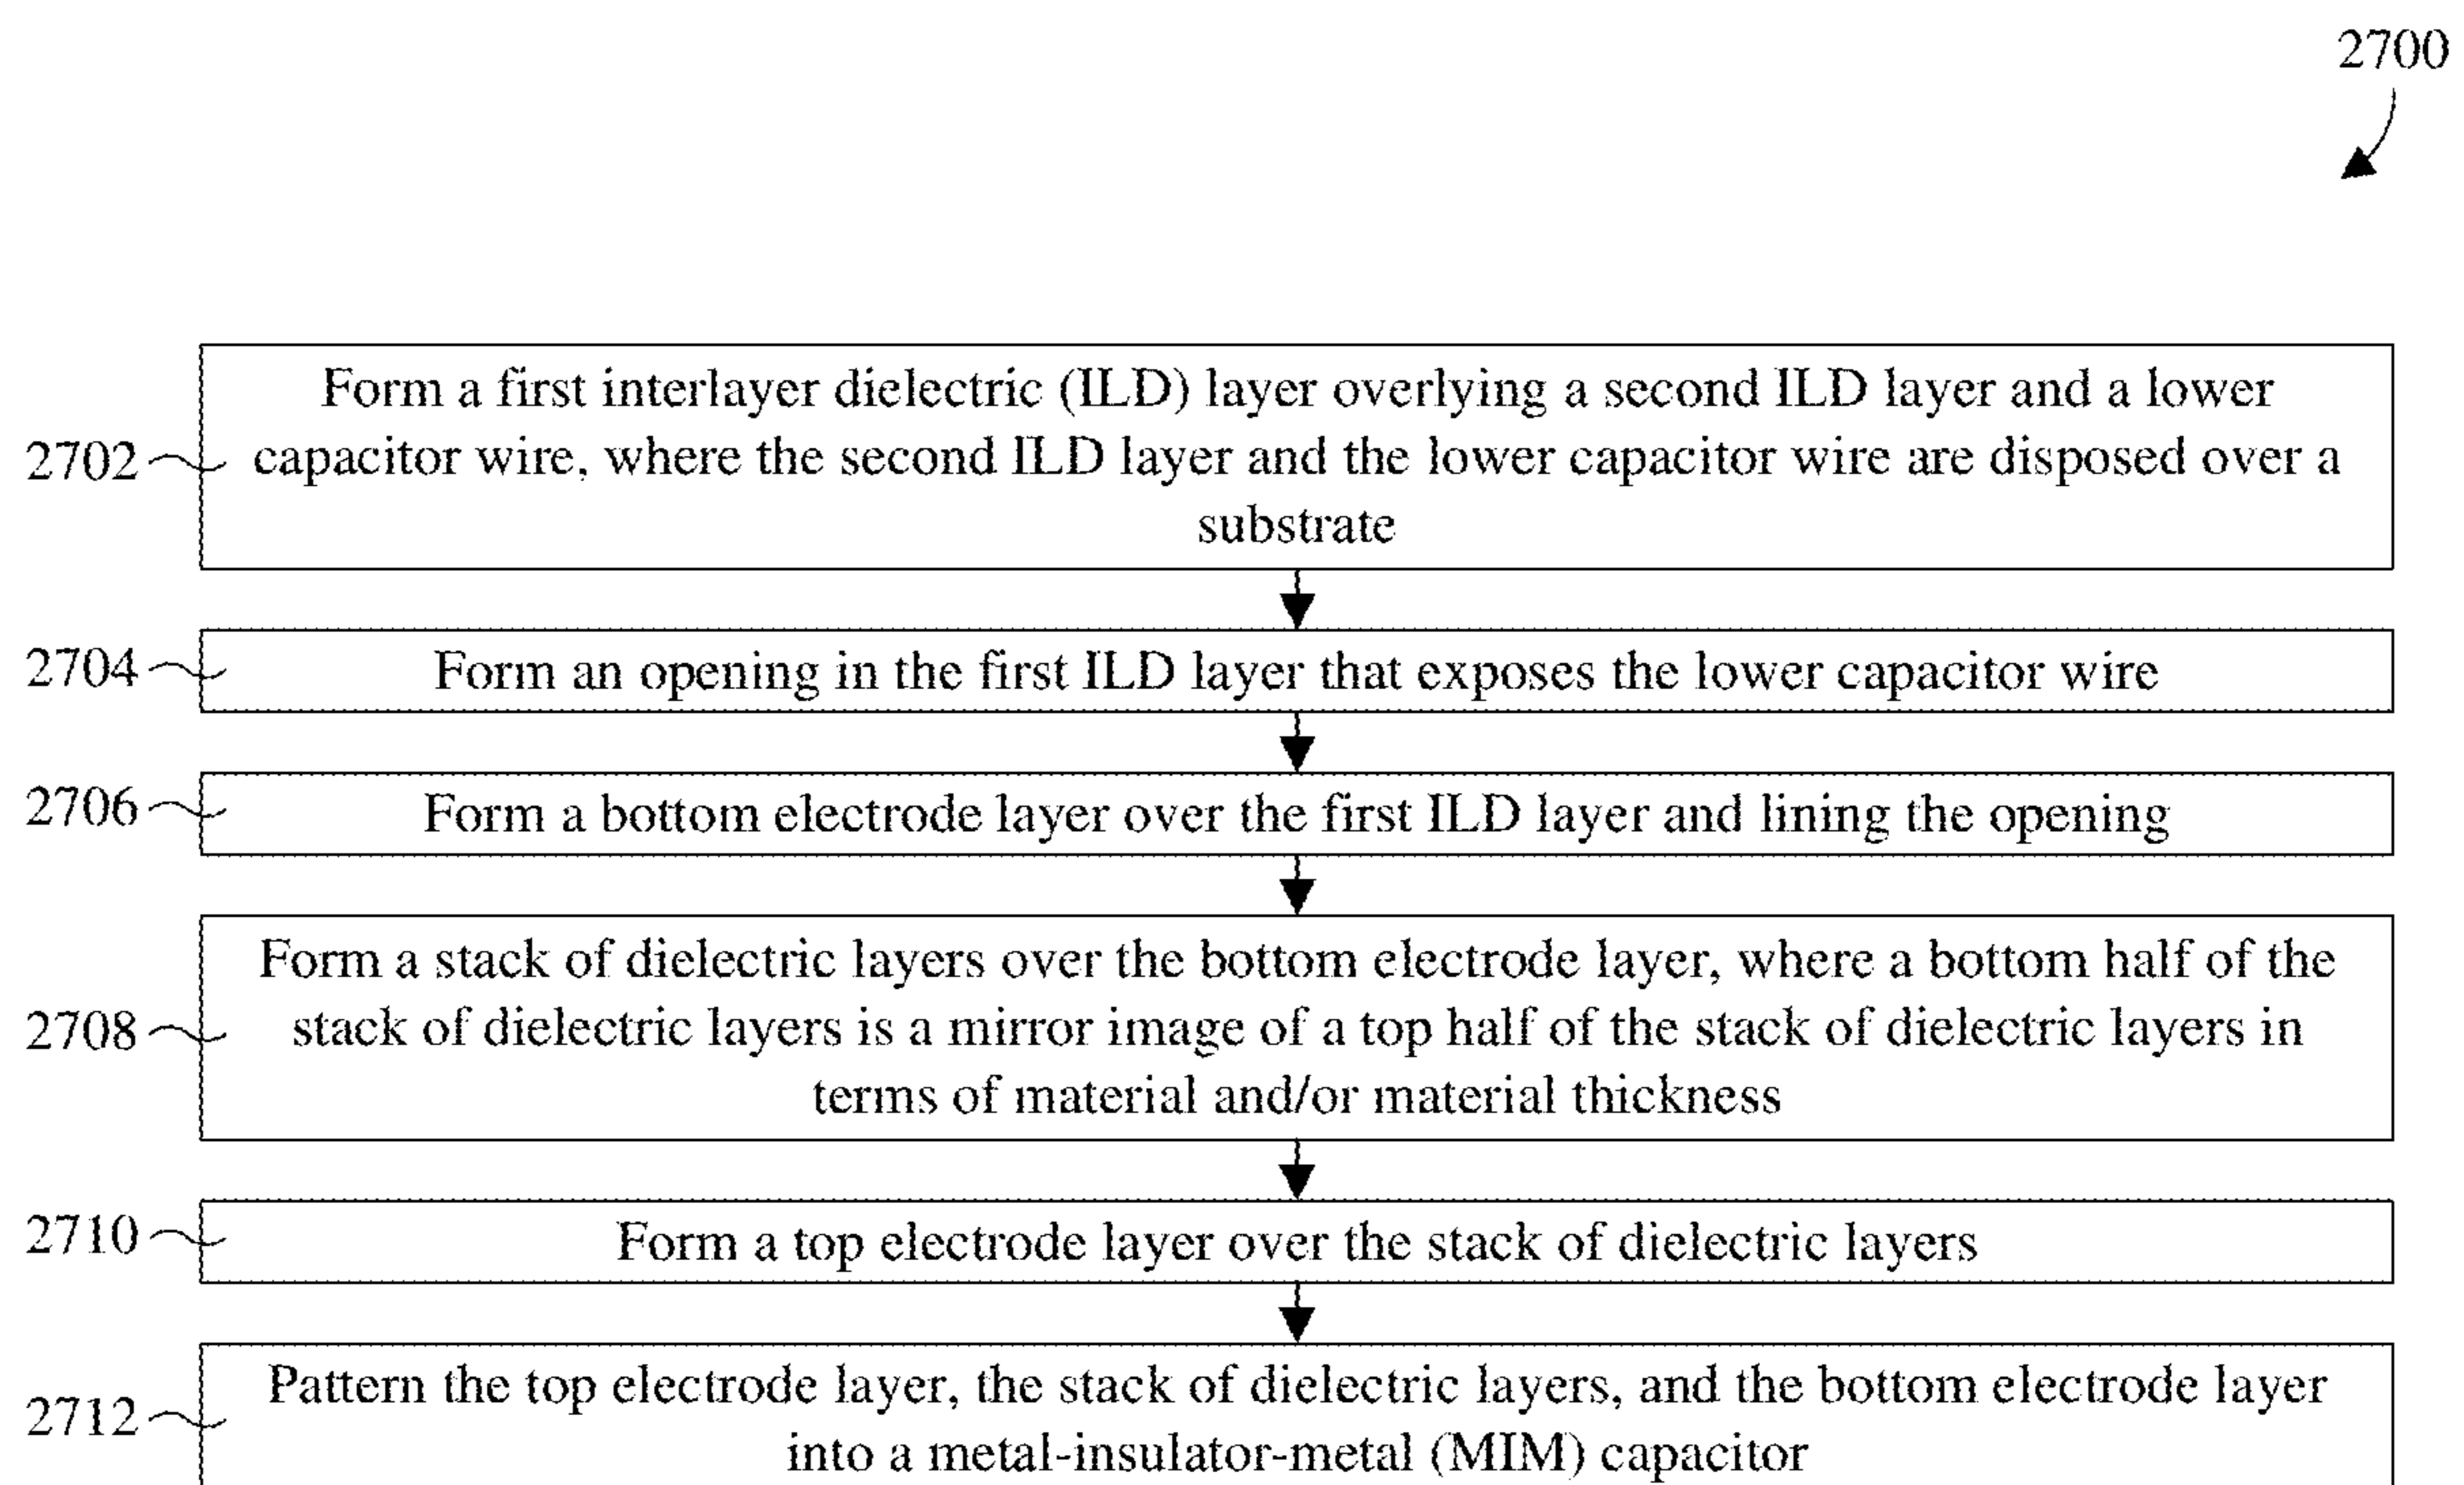 2700
Form a first interlayer dielectric (ILD) layer overlying a second ILD layer and a lower
2702 capacitor wire, where the second ILD layer and the lower capacitor wire are disposed over a
substrate
2704 Form an opening in the first ILD layer that exposes the lower capacitor wire
2706 Form a bottom electrode layer over the first ILD layer and lining the opening
Form a stack of dielectric layers over the bottom electrode layer, where a bottom half of the
2708 stack of dielectric layers is a mirror image of a top half of the stack of dielectric layers in
terms of material and/or material thickness
2710 Form a top electrode layer over the stack of dielectric layers
Pattern the top electrode layer, the stack of dielectric layers, and the bottom electrode layer
2712 into a metal-insulator-metal (MIM) capacitor